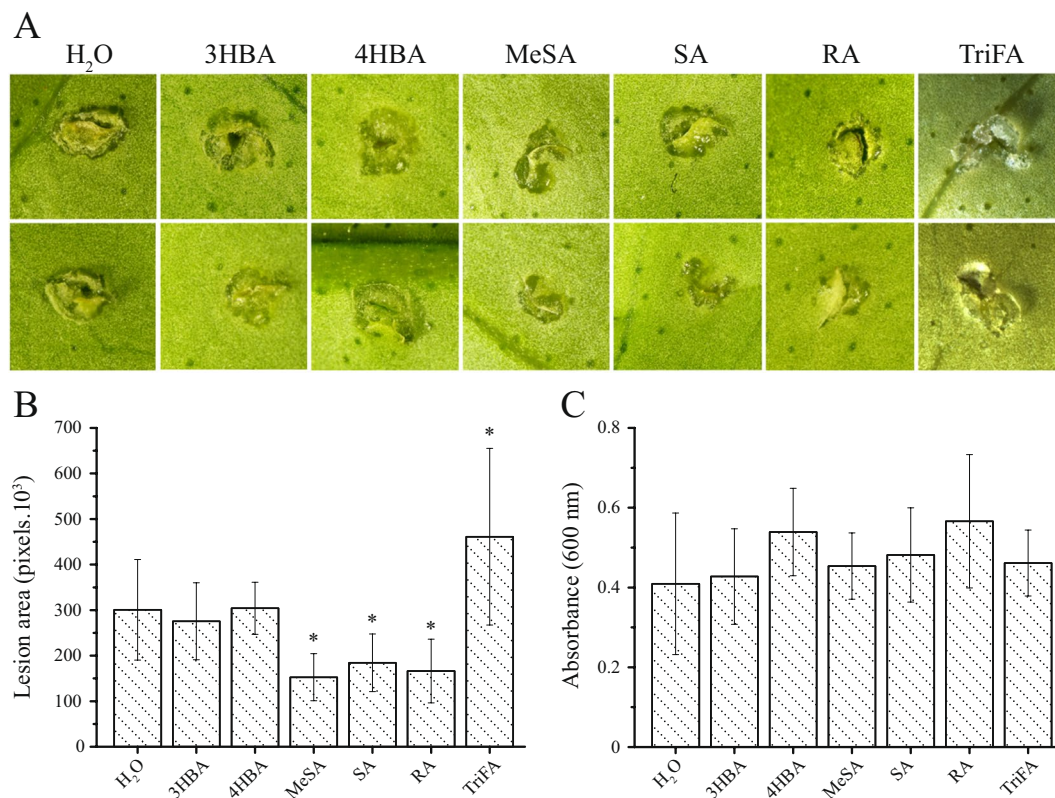 A
H₂O 3HBA 4HBA MeSA SA RA TriFA
B
700
600
500
400
300
200
100
0
Lesion area (pixels.10³)
* * * *
H₂O 3HBA 4HBA MeSA SA RA TriFA
C
0.8
0.6
0.4
0.2
0
Absorbance (600 nm)
H₂O 3HBA 4HBA MeSA SA RA TriFA